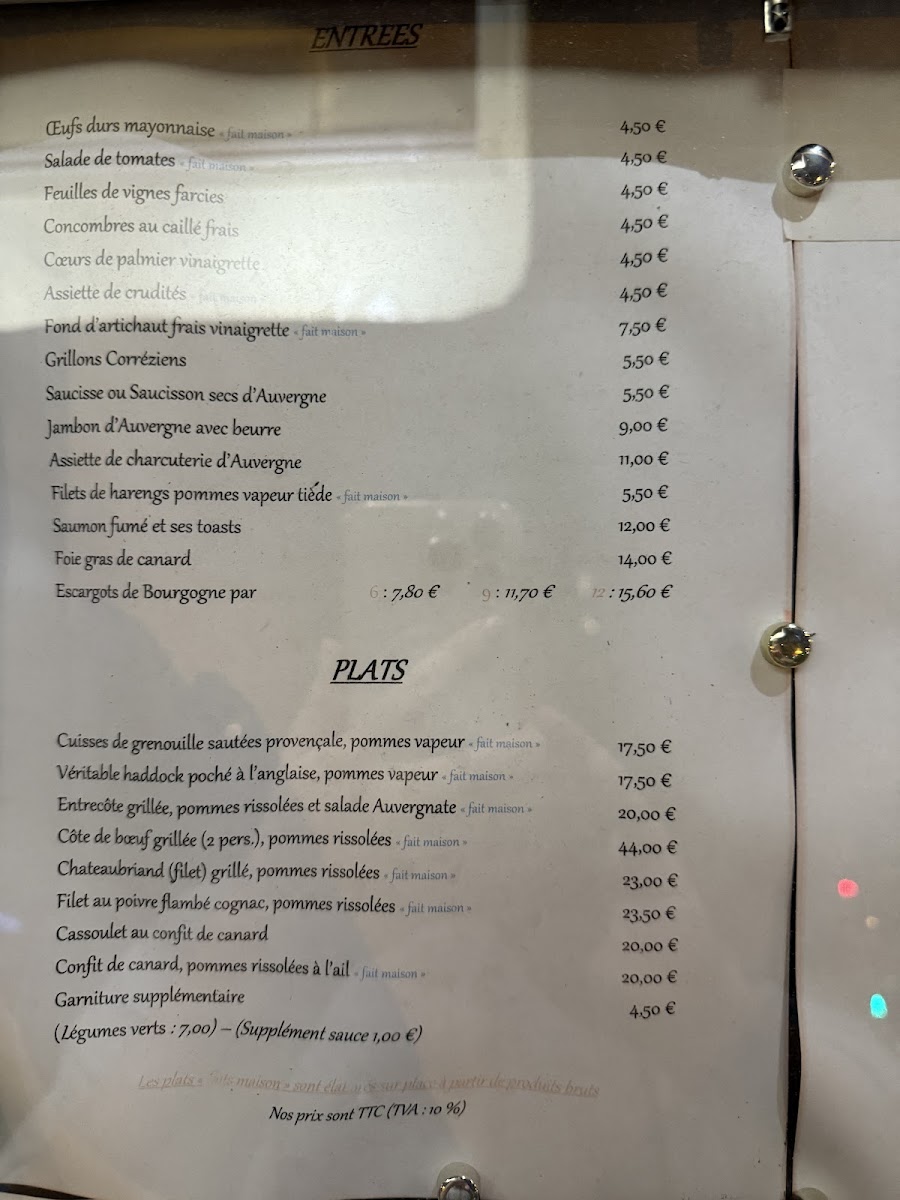 ENTREES
Œufs durs mayonnaise « fait maison » 4,50 €
Salade de tomates « fait maison » 4,50 €
Feuilles de vignes farcies 4,50 €
Concombres au caillé frais 4,50 €
Cœurs de palmier vinaigrette 4,50 €
Assiette de crudités « fait maison » 4,50 €
Fond d'artichaut frais vinaigrette « fait maison » 7,50 €
Grillons Corréziens 5,50 €
Saucisse ou Saucisson secs d'Auvergne 5,50 €
Jambon d'Auvergne avec beurre 9,00 €
Assiette de charcuterie d'Auvergne 11,00 €
Filets de harengs pommes vapeur tiède « fait maison » 5,50 €
Saumon fumé et ses toasts 12,00 €
Foie gras de canard 14,00 €
Escargots de Bourgogne par 6 : 7,80 € 9 : 11,70 € 12 : 15,60 €
PLATS
Cuisses de grenouille sautées provençale, pommes vapeur « fait maison » 17,50 €
Véritable haddock poché à l'anglaise, pommes vapeur « fait maison » 17,50 €
Entrecôte grillée, pommes rissolées et salade Auvergnate « fait maison » 20,00 €
Côte de bœuf grillée (2 pers.), pommes rissolées « fait maison » 44,00 €
Chateaubriand (filet) grillé, pommes rissolées « fait maison » 23,00 €
Filet au poivre flambé cognac, pommes rissolées « fait maison » 23,50 €
Cassoulet au confit de canard 20,00 €
Confit de canard, pommes rissolées à l'ail « fait maison » 20,00 €
Garniture supplémentaire 4,50 €
(Légumes verts : 7,00) – (Supplément sauce 1,00 €)
Les plats « faits maison » sont élaborés sur place à partir de produits bruts
Nos prix sont TTC (TVA : 10 %)